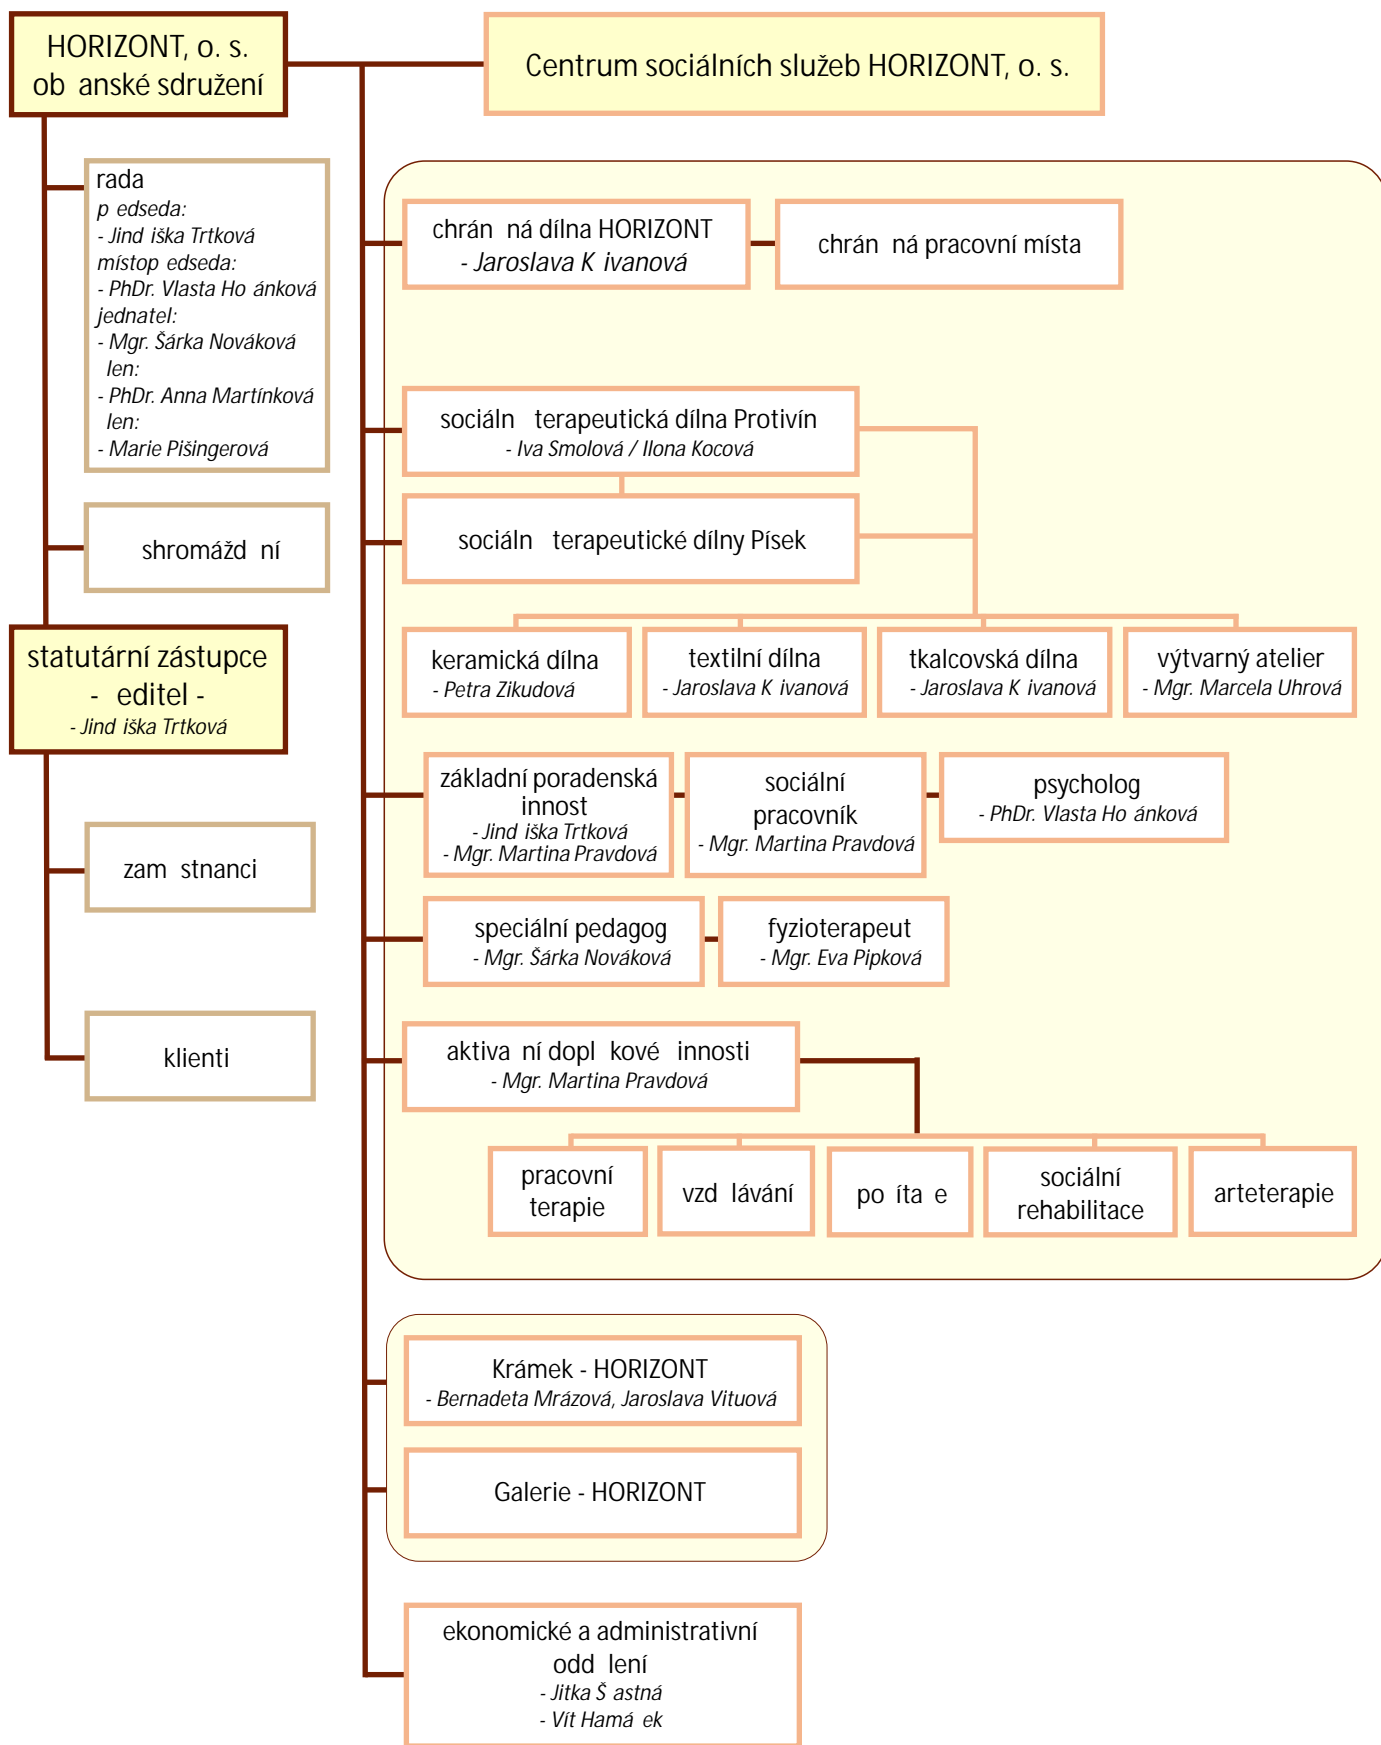 HORIZONT, o. s.
ob anské sdružení
Centrum sociálních služeb HORIZONT, o. s.
rada
p edseda:
- Jind iška Trtková
místop edseda:
- PhDr. Vlasta Ho ánková
jednatel:
- Mgr. Šárka Nováková
len:
- PhDr. Anna Martínková
len:
- Marie Pišingerová
shromážd ní
statutární zástupce
- editel -
- Jind iška Trtková
zam stnanci
klienti
chrán ná dílna HORIZONT
- Jaroslava K ivanová
chrán ná pracovní místa
sociáln terapeutická dílna Protivín
- Iva Smolová / Ilona Kocová
sociáln terapeutické dílny Písek
keramická dílna
- Petra Zikudová
textilní dílna
- Jaroslava K ivanová
tkalcovská dílna
- Jaroslava K ivanová
výtvarný atelier
- Mgr. Marcela Uhrová
základní poradenská
innost
- Jind iška Trtková
- Mgr. Martina Pravdová
sociální
pracovník
- Mgr. Martina Pravdová
psycholog
- PhDr. Vlasta Ho ánková
speciální pedagog
- Mgr. Šárka Nováková
fyzioterapeut
- Mgr. Eva Pipková
aktiva ní dopl kové innosti
- Mgr. Martina Pravdová
pracovní
terapie
vzd lávání
po íta e
sociální
rehabilitace
arteterapie
Krámek - HORIZONT
- Bernadeta Mrázová, Jaroslava Vituová
Galerie - HORIZONT
ekonomické a administrativní
odd lení
- Jitka Š astná
- Vít Hamá ek